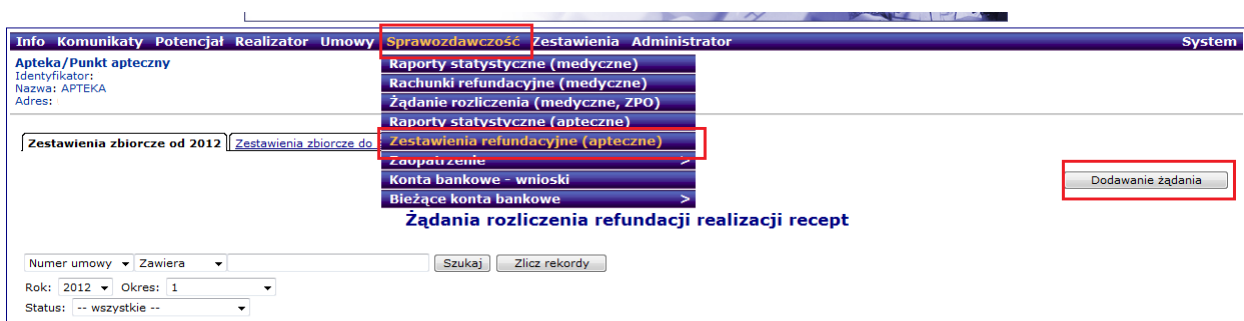 Info Komunikaty Potencjał Realizator Umowy Sprawozdawczość Zestawienia Administrator System
Apteka/Punkt apteczny
Identyfikator:
Nazwa: APTEKA
Adres:
Raporty statystyczne (medyczne)
Rachunki refundacyjne (medyczne)
Żądanie rozliczenia (medyczne, ZPO)
Raporty statystyczne (apteczne)
Zestawienia refundacyjne (apteczne)
Zaopatrzenie >
Konta bankowe - wnioski
Bieżące konta bankowe >
Zestawienia zbiorcze od 2012 Zestawienia zbiorcze do
Dodawanie żądania
Żądania rozliczenia refundacji realizacji recept
Numer umowy Zawiera Szukaj Zlicz rekordy
Rok: 2012 Okres: 1
Status: -- wszystkie --